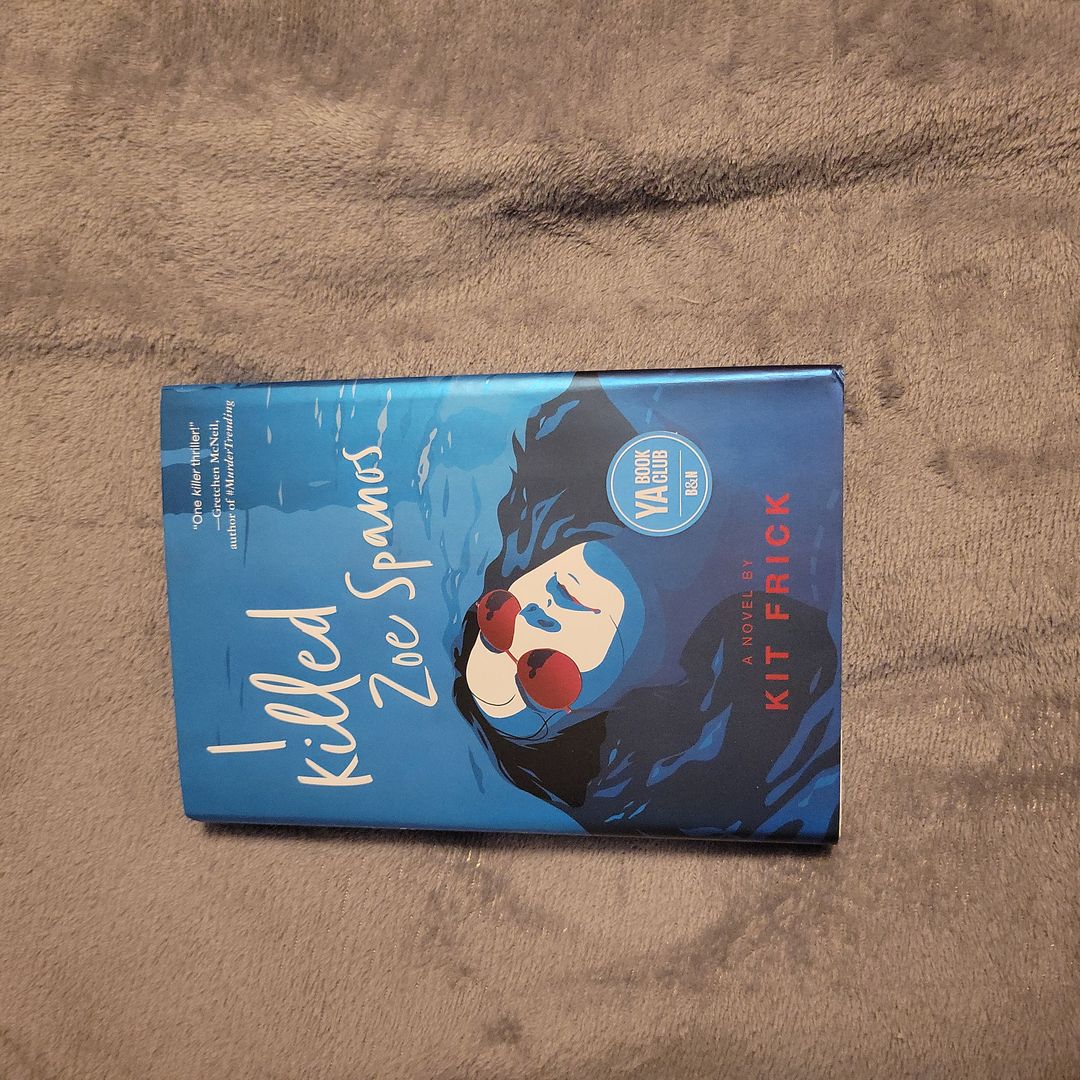 "One killer thriller!"
—Gretchen McNeil,
author of #MurderTrending
I
Killed
Zoe Spanos
YA BOOK
CLUB
B&N
A NOVEL BY
KIT FRICK